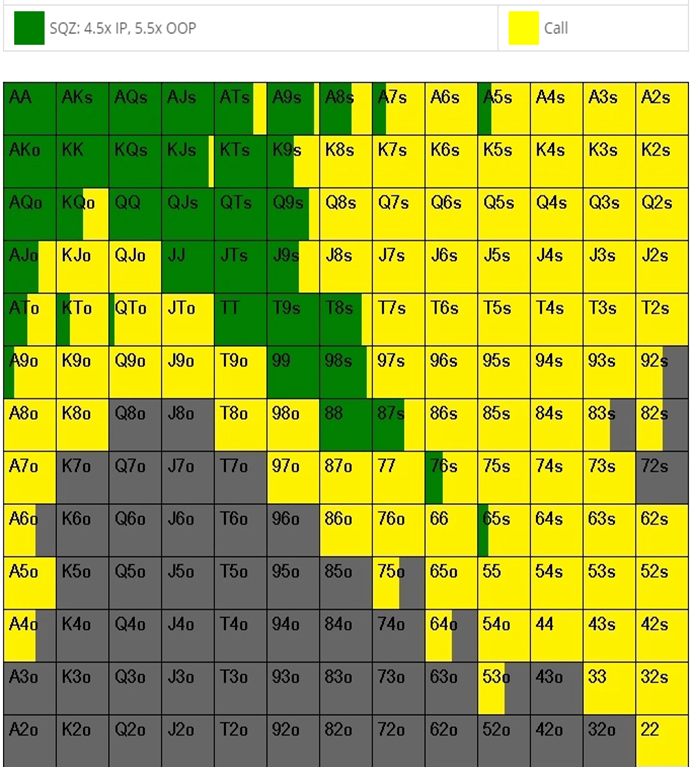 SQZ: 4.5x IP, 5.5x OOP Call
AA AKs AQs AJs ATs A9s A8s A7s A6s A5s A4s A3s A2s
AKo KK KQs KJs KTs K9s K8s K7s K6s K5s K4s K3s K2s
AQo KQo QQ QJs QTs Q9s Q8s Q7s Q6s Q5s Q4s Q3s Q2s
AJo KJo QJo JJ JTs J9s J8s J7s J6s J5s J4s J3s J2s
ATo KTo QTo JTo TT T9s T8s T7s T6s T5s T4s T3s T2s
A9o K9o Q9o J9o T9o 99 98s 97s 96s 95s 94s 93s 92s
A8o K8o Q8o J8o T8o 98o 88 87s 86s 85s 84s 83s 82s
A7o K7o Q7o J7o T7o 97o 87o 77 76s 75s 74s 73s 72s
A6o K6o Q6o J6o T6o 96o 86o 76o 66 65s 64s 63s 62s
A5o K5o Q5o J5o T5o 95o 85o 75o 65o 55 54s 53s 52s
A4o K4o Q4o J4o T4o 94o 84o 74o 64o 54o 44 43s 42s
A3o K3o Q3o J3o T3o 93o 83o 73o 63o 53o 43o 33 32s
A2o K2o Q2o J2o T2o 92o 82o 72o 62o 52o 42o 32o 22